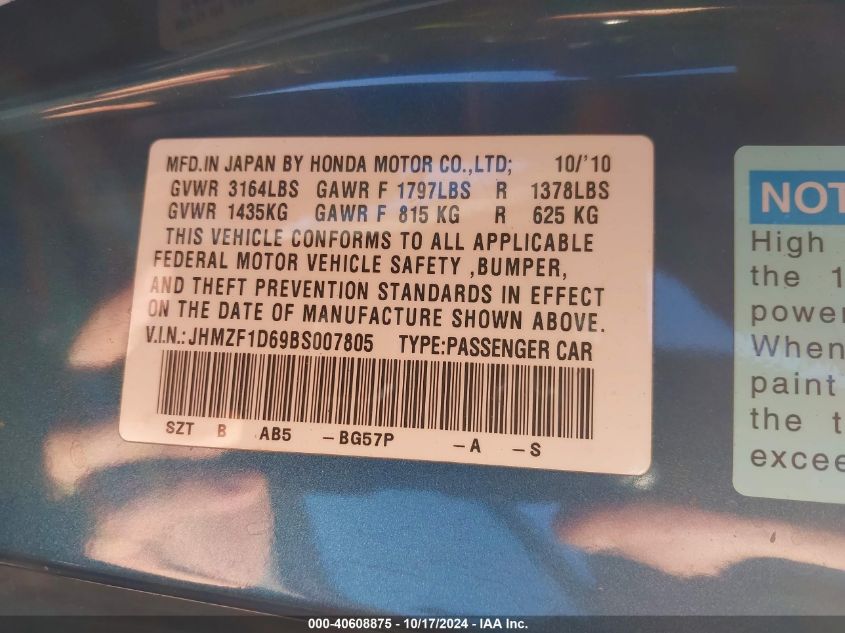 MFD.IN JAPAN BY HONDA MOTOR CO.,LTD; 10/'10
GVWR 3164LBS GAWR F 1797LBS R 1378LBS
GVWR 1435KG GAWR F 815 KG R 625 KG
THIS VEHICLE CONFORMS TO ALL APPLICABLE
FEDERAL MOTOR VEHICLE SAFETY ,BUMPER,
AND THEFT PREVENTION STANDARDS IN EFFECT
ON THE DATE OF MANUFACTURE SHOWN ABOVE.
V.I.N.:JHMZF1D69BS007805 TYPE:PASSENGER CAR
SZT B AB5 -BG57P -A -S
NOT
High
the 1
power
When
paint
the t
excee
000-40608875 - 10/17/2024 - IAA Inc.